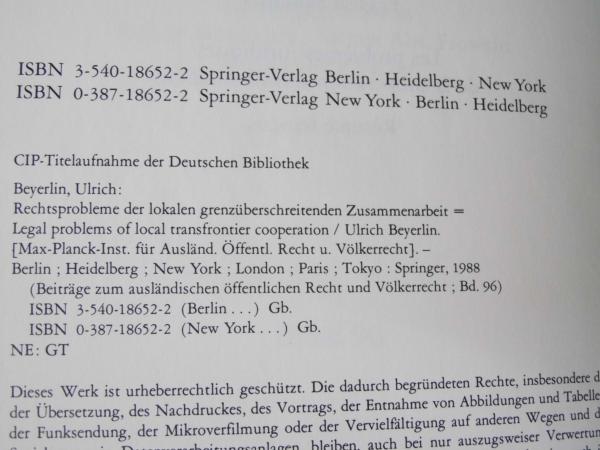 ISBN 3-540-18652-2 Springer-Verlag Berlin · Heidelberg · New York
ISBN 0-387-18652-2 Springer-Verlag New York · Berlin · Heidelberg
CIP-Titelaufnahme der Deutschen Bibliothek
Beyerlin, Ulrich:
Rechtsprobleme der lokalen grenzüberschreitenden Zusammenarbeit =
Legal problems of local transfrontier cooperation / Ulrich Beyerlin.
[Max-Planck-Inst. für Ausländ. Öffentl. Recht u. Völkerrecht]. –
Berlin ; Heidelberg ; New York ; London ; Paris ; Tokyo : Springer, 1988
(Beiträge zum ausländischen öffentlichen Recht und Völkerrecht ; Bd. 96)
ISBN 3-540-18652-2 (Berlin . . .) Gb.
ISBN 0-387-18652-2 (New York . . .) Gb.
NE: GT
Dieses Werk ist urheberrechtlich geschützt. Die dadurch begründeten Rechte, insbesondere d
der Übersetzung, des Nachdruckes, des Vortrags, der Entnahme von Abbildungen und Tabelle
der Funksendung, der Mikroverfilmung oder der Vervielfältigung auf anderen Wegen und d
bleiben, auch bei nur auszugsweiser Verwertun